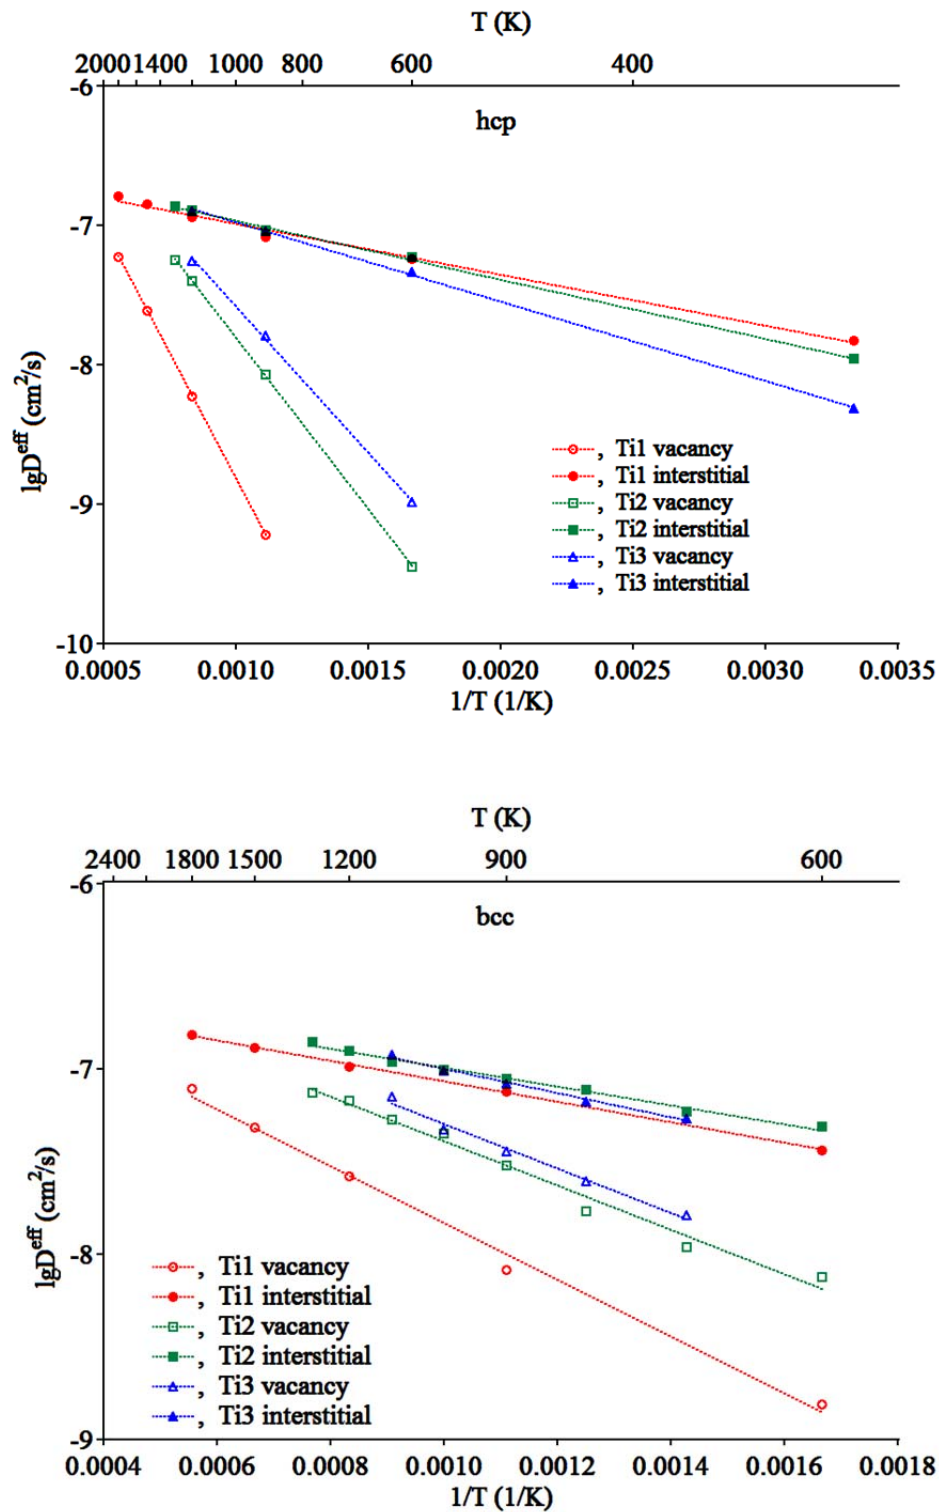 T (K)
2000 1400 1000 800 600 400
-6
hcp
-7
-8
lgD^eff (cm²/s)
, Ti1 vacancy
, Ti1 interstitial
-9
, Ti2 vacancy
, Ti2 interstitial
, Ti3 vacancy
, Ti3 interstitial
-10
0.0005 0.0010 0.0015 0.0020 0.0025 0.0030 0.0035
1/T (1/K)
T (K)
2400 1800 1500 1200 900 600
-6
bcc
-7
lgD^eff (cm²/s)
-8
, Ti1 vacancy
, Ti1 interstitial
, Ti2 vacancy
, Ti2 interstitial
, Ti3 vacancy
, Ti3 interstitial
-9
0.0004 0.0006 0.0008 0.0010 0.0012 0.0014 0.0016 0.0018
1/T (1/K)